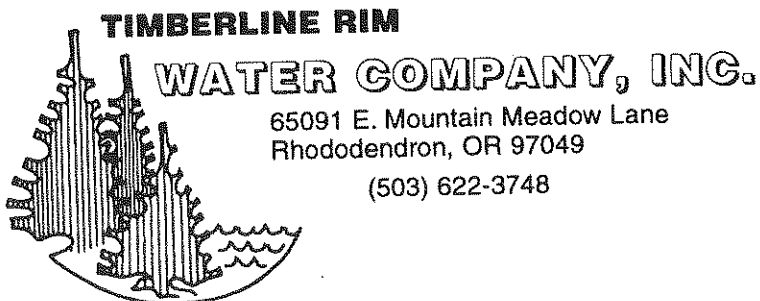 TIMBERLINE RIM
WATER COMPANY, INC.
65091 E. Mountain Meadow Lane
Rhododendron, OR 97049
(503) 622-3748